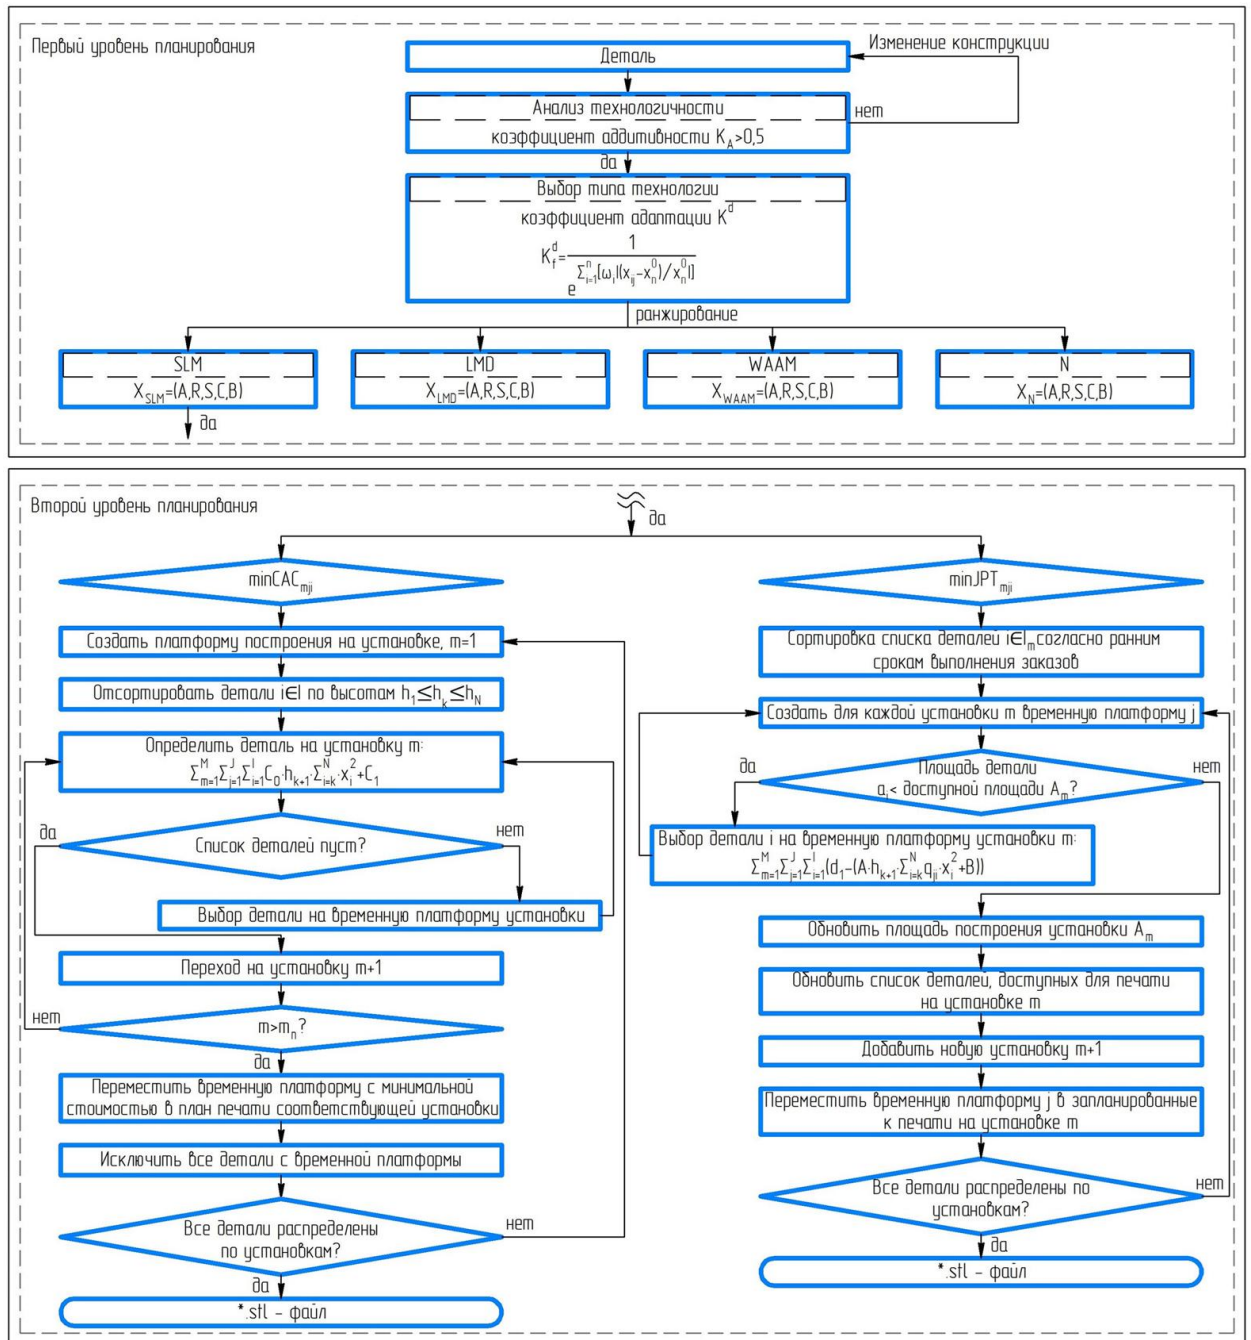 Первый уровень планирования
Изменение конструкции
Деталь
Анализ технологичности
нет
коэффициент аддитивности K_A>0,5
да
Выбор типа технологии
коэффициент адаптации K^d
K_f^d=1/e^{Σ_{i=1}^n[ω_i|(x_ij-x_n^0)/x_n^0|]}
ранжирование
SLM
X_SLM=(A,R,S,C,B)
LMD
X_LMD=(A,R,S,C,B)
WAAM
X_WAAM=(A,R,S,C,B)
N
X_N=(A,R,S,C,B)
да
Второй уровень планирования
да
minCAC_mji
Создать платформу построения на установке, m=1
Отсортировать детали i∈I по высотам h_1≤h_k≤h_N
Определить деталь на установку m:
Σ_{m=1}^M Σ_{j=1}^J Σ_{i=1}^I C_0·h_{k+1}·Σ_{i=k}^N·x_i^2+C_1
да
Список деталей пуст?
нет
Выбор детали на временную платформу установки
Переход на установку m+1
нет
m>m_n?
да
Переместить временную платформу с минимальной
стоимостью в план печати соответствующей установки
Исключить все детали с временной платформы
Все детали распределены
по установкам?
нет
да
*.stl - файл
minJPT_mji
Сортировка списка деталей i∈I_m согласно ранним
срокам выполнения заказов
Создать для каждой установки m временную платформу j
да
Площадь детали
a_i< доступной площади A_m?
нет
Выбор детали i на временную платформу установки m:
Σ_{m=1}^M Σ_{j=1}^J Σ_{i=1}^I (d_1-(A·h_{k+1}·Σ_{i=k}^N q_ji·x_i^2+B))
Обновить площадь построения установки A_m
Обновить список деталей, доступных для печати
на установке m
Добавить новую установку m+1
Переместить временную платформу j в запланированные
к печати на установке m
Все детали распределены по
установкам?
нет
да
*.stl - файл